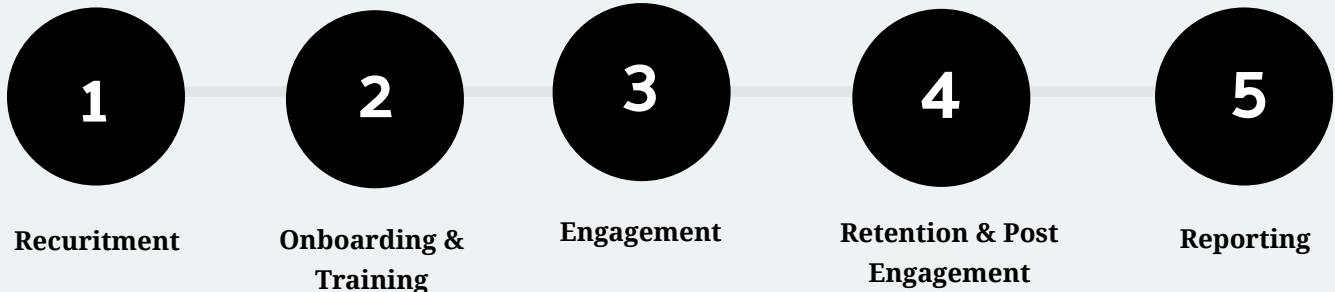 1
2
3
4
5
Recuritment
Onboarding &
Training
Engagement
Retention & Post
Engagement
Reporting